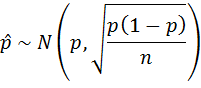 p̂ ~ N(p, √(p(1 − p)/n))